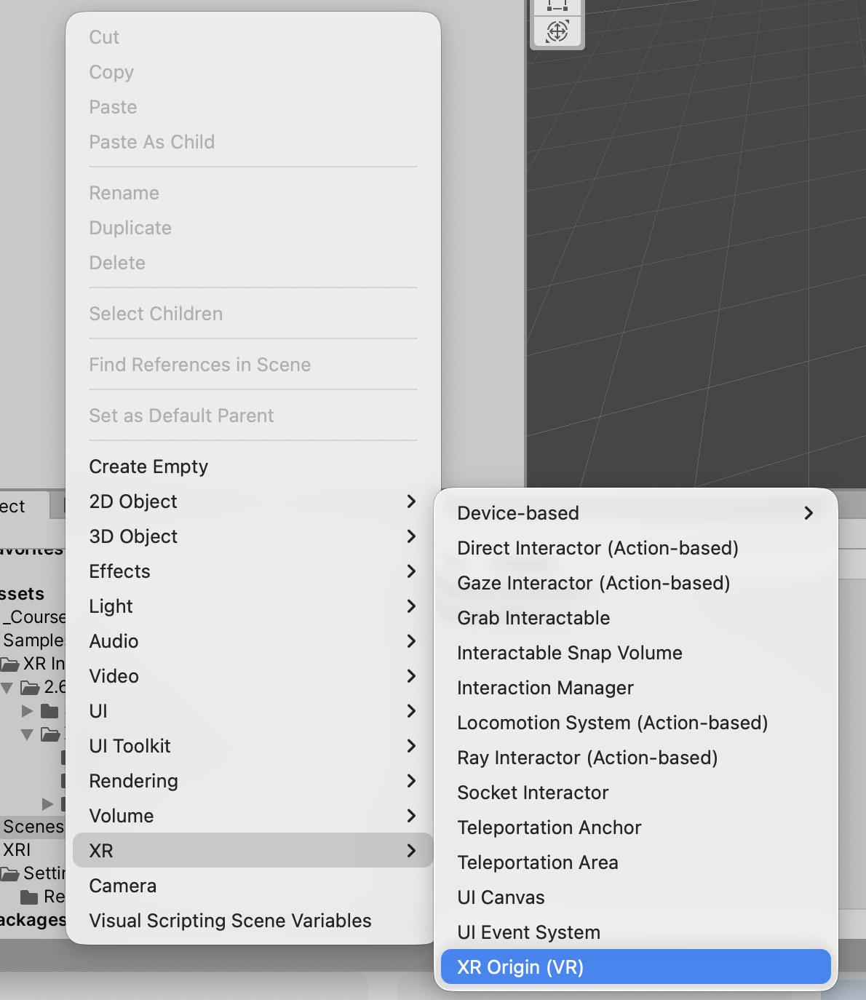 Cut
Copy
Paste
Paste As Child
Rename
Duplicate
Delete
Select Children
Find References in Scene
Set as Default Parent
Create Empty
2D Object
3D Object
Effects
Light
Audio
Video
UI
UI Toolkit
Rendering
Volume
XR
Camera
Visual Scripting Scene Variables
Device-based
Direct Interactor (Action-based)
Gaze Interactor (Action-based)
Grab Interactable
Interactable Snap Volume
Interaction Manager
Locomotion System (Action-based)
Ray Interactor (Action-based)
Socket Interactor
Teleportation Anchor
Teleportation Area
UI Canvas
UI Event System
XR Origin (VR)
ect
avorites
ssets
_Course
Sample
XR In
2.6
Scenes
XRI
Settin
Re
ackages